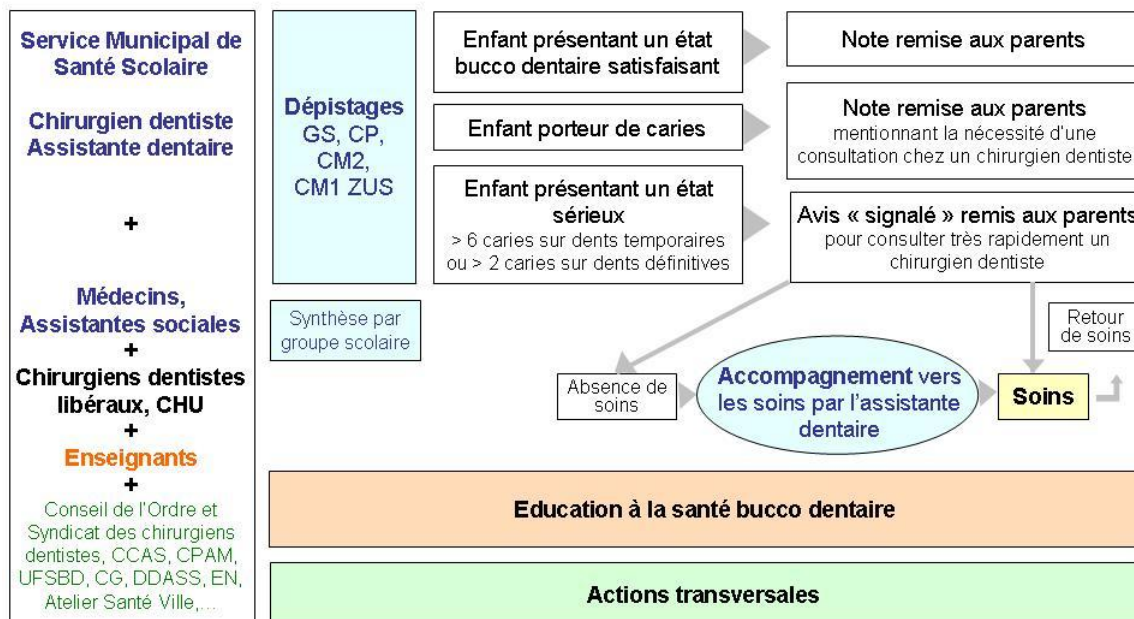 Service Municipal de
Santé Scolaire
Chirurgien dentiste
Assistante dentaire
+
Médecins,
Assistantes sociales
+
Chirurgiens dentistes
libéraux, CHU
+
Enseignants
+
Conseil de l'Ordre et
Syndicat des chirurgiens
dentistes, CCAS, CPAM,
UFSBD, CG, DDASS, EN,
Atelier Santé Ville,...
Dépistages
GS, CP,
CM2,
CM1 ZUS
Synthèse par
groupe scolaire
Enfant présentant un état
bucco dentaire satisfaisant
Note remise aux parents
Enfant porteur de caries
Note remise aux parents
mentionnant la nécessité d'une
consultation chez un chirurgien dentiste
Enfant présentant un état
sérieux
> 6 caries sur dents temporaires
ou > 2 caries sur dents définitives
Avis « signalé » remis aux parents
pour consulter très rapidement un
chirurgien dentiste
Absence de
soins
Accompagnement vers
les soins par l'assistante
dentaire
Soins
Retour
de soins
Education à la santé bucco dentaire
Actions transversales